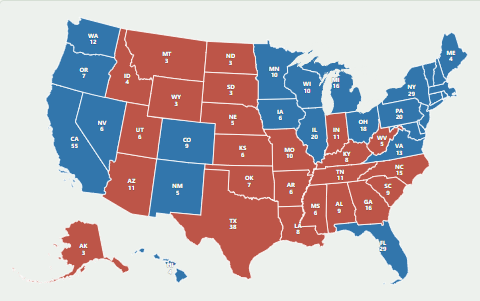 WA
12
OR
7
CA
55
NV
6
ID
4
MT
3
WY
3
UT
6
AZ
11
CO
9
NM
5
ND
3
SD
3
NE
5
KS
6
OK
7
TX
38
MN
10
IA
6
MO
10
AR
6
LA
8
WI
10
IL
20
MI
16
IN
11
OH
18
KY
8
TN
11
MS
6
AL
9
GA
16
FL
29
SC
9
NC
15
VA
13
WV
5
PA
20
NY
29
ME
4
AK
3